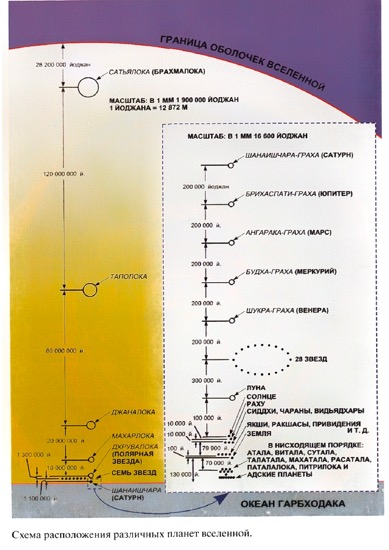 ГРАНИЦА ОБОЛОЧЕК ВСЕЛЕННОЙ
28 200 000 йоджан
САТЬЯЛОКА (БРАХМАЛОКА)
МАСШТАБ: В 1 ММ 1 900 000 ЙОДЖАН
1 ЙОДЖАНА = 12 872 М
120 000 000 й.
ТАПОЛОКА
80 000 000 й.
ДЖАНАЛОКА
20 000 000 й.
МАХАРЛОКА
ДХРУВАЛОКА
(ПОЛЯРНАЯ
ЗВЕЗДА)
10 000 000 й.
1 300 000 й.
СЕМЬ ЗВЕЗД
1 100 000 й.
ШАНАИШЧАРА
(САТУРН)
МАСШТАБ: В 1 ММ 16 600 ЙОДЖАН
ШАНАИШЧАРА-ГРАХА (САТУРН)
200 000 йоджан
БРИХАСПАТИ-ГРАХА (ЮПИТЕР)
200 000 й.
АНГАРАКА-ГРАХА (МАРС)
200 000 й.
БУДХА-ГРАХА (МЕРКУРИЙ)
200 000 й.
ШУКРА-ГРАХА (ВЕНЕРА)
200 000 й.
28 ЗВЕЗД
200 000 й.
ЛУНА
СОЛНЦЕ
РАХУ
СИДДХИ, ЧАРАНЫ, ВИДЬЯДХАРЫ
100 000 й.
10 000 й.
10 000 й.
ЯКШИ, РАКШАСЫ, ПРИВИДЕНИЯ
И Т. Д.
ЗЕМЛЯ
79 900 й.
100 й.
70 000 й.
130 000 й.
В НИСХОДЯЩЕМ ПОРЯДКЕ:
АТАЛА, ВИТАЛА, СУТАЛА,
ТАЛАТАЛА, МАХАТАЛА, РАСАТАЛА,
ПАТАЛАЛОКА, ПИТРИЛОКА И
АДСКИЕ ПЛАНЕТЫ
ОКЕАН ГАРБХОДАКА
Схема расположения различных планет вселенной.